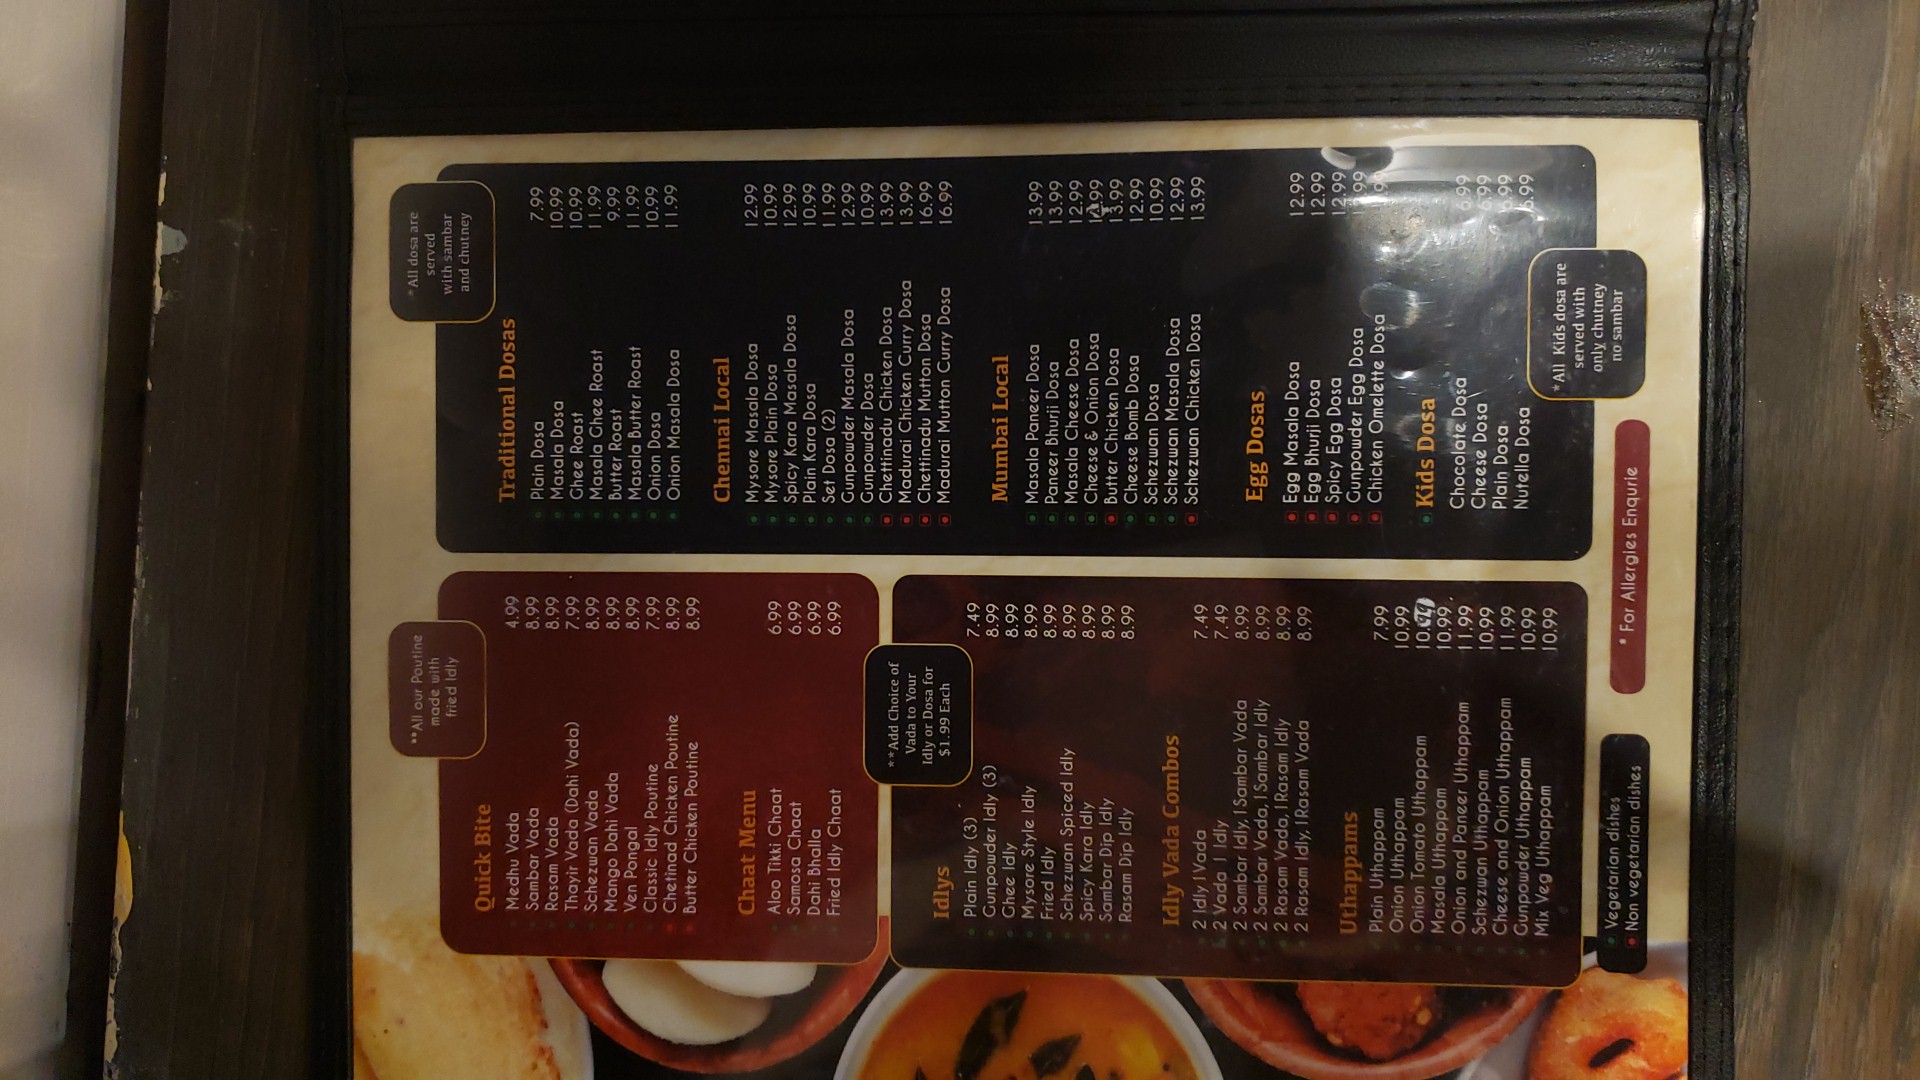 **All our Poutine
made with
fried Idly
Quick Bite
Medhu Vada 4.99
Sambar Vada 8.99
Rasam Vada 8.99
Thayir Vada (Dahi Vada) 7.99
Schezwan Vada 8.99
Mango Dahi Vada 8.99
Ven Pongal 8.99
Classic Idly Poutine 7.99
Chetinad Chicken Poutine 8.99
Butter Chicken Poutine 8.99
Chaat Menu
Aloo Tikki Chaat 6.99
Samosa Chaat 6.99
Dahi Bhalla 6.99
Fried Idly Chaat 6.99
**Add Choice of
Vada to Your
Idly or Dosa for
$1.99 Each
Idlys
Plain Idly (3) 7.49
Gunpowder Idly (3) 8.99
Ghee Idly 8.99
Mysore Style Idly 8.99
Fried Idly 8.99
Schezwan Spiced Idly 8.99
Spicy Kara Idly 8.99
Sambar Dip Idly 8.99
Rasam Dip Idly 8.99
Idly Vada Combos
2 Idly 1 Vada 7.49
2 Vada 1 Idly 7.49
2 Sambar Idly, 1 Sambar Vada 8.99
2 Sambar Vada, 1 Sambar Idly 8.99
2 Rasam Vada, 1 Rasam Idly 8.99
2 Rasam Idly, 1 Rasam Vada 8.99
Uthappams
Plain Uthappam 7.99
Onion Uthappam 10.99
Onion Tomato Uthappam 10.99
Masala Uthappam 10.99
Onion and Paneer Uthappam 11.99
Schezwan Uthappam 10.99
Cheese and Onion Uthappam 11.99
Gunpowder Uthappam 10.99
Mix Veg Uthappam 10.99
Vegetarian dishes
Non vegetarian dishes
*All dosa are
served
with sambar
and chutney
Traditional Dosas
Plain Dosa 7.99
Masala Dosa 10.99
Ghee Roast 10.99
Masala Ghee Roast 11.99
Butter Roast 9.99
Masala Butter Roast 11.99
Onion Dosa 10.99
Onion Masala Dosa 11.99
Chennai Local
Mysore Masala Dosa 12.99
Mysore Plain Dosa 10.99
Spicy Kara Masala Dosa 12.99
Plain Kara Dosa 10.99
Set Dosa (2) 11.99
Gunpowder Masala Dosa 12.99
Gunpowder Dosa 10.99
Chettinadu Chicken Dosa 13.99
Madurai Chicken Curry Dosa 13.99
Chettinadu Mutton Dosa 16.99
Madurai Mutton Curry Dosa 16.99
Mumbai Local
Masala Paneer Dosa 13.99
Paneer Bhurji Dosa 13.99
Masala Cheese Dosa 12.99
Cheese & Onion Dosa
Butter Chicken Dosa 13.99
Cheese Bomb Dosa 12.99
Schezwan Dosa 10.99
Schezwan Masala Dosa 12.99
Schezwan Chicken Dosa 13.99
Egg Dosas
Egg Masala Dosa 12.99
Egg Bhurji Dosa 12.99
Spicy Egg Dosa 12.99
Gunpowder Egg Dosa
Chicken Omelette Dosa
Kids Dosa
Chocolate Dosa 6.99
Cheese Dosa 6.99
Plain Dosa 6.99
Nutella Dosa 6.99
*All Kids dosa are
served with
only chutney
no sambar
* For Allergies Enqurie